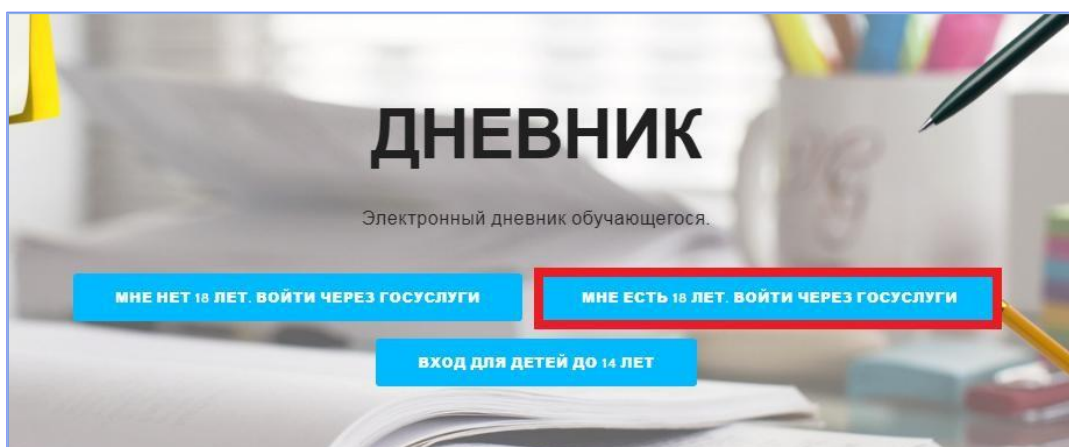 ДНЕВНИК
Электронный дневник обучающегося.
МНЕ НЕТ 18 ЛЕТ. ВОЙТИ ЧЕРЕЗ ГОСУСЛУГИ
МНЕ ЕСТЬ 18 ЛЕТ. ВОЙТИ ЧЕРЕЗ ГОСУСЛУГИ
ВХОД ДЛЯ ДЕТЕЙ ДО 14 ЛЕТ